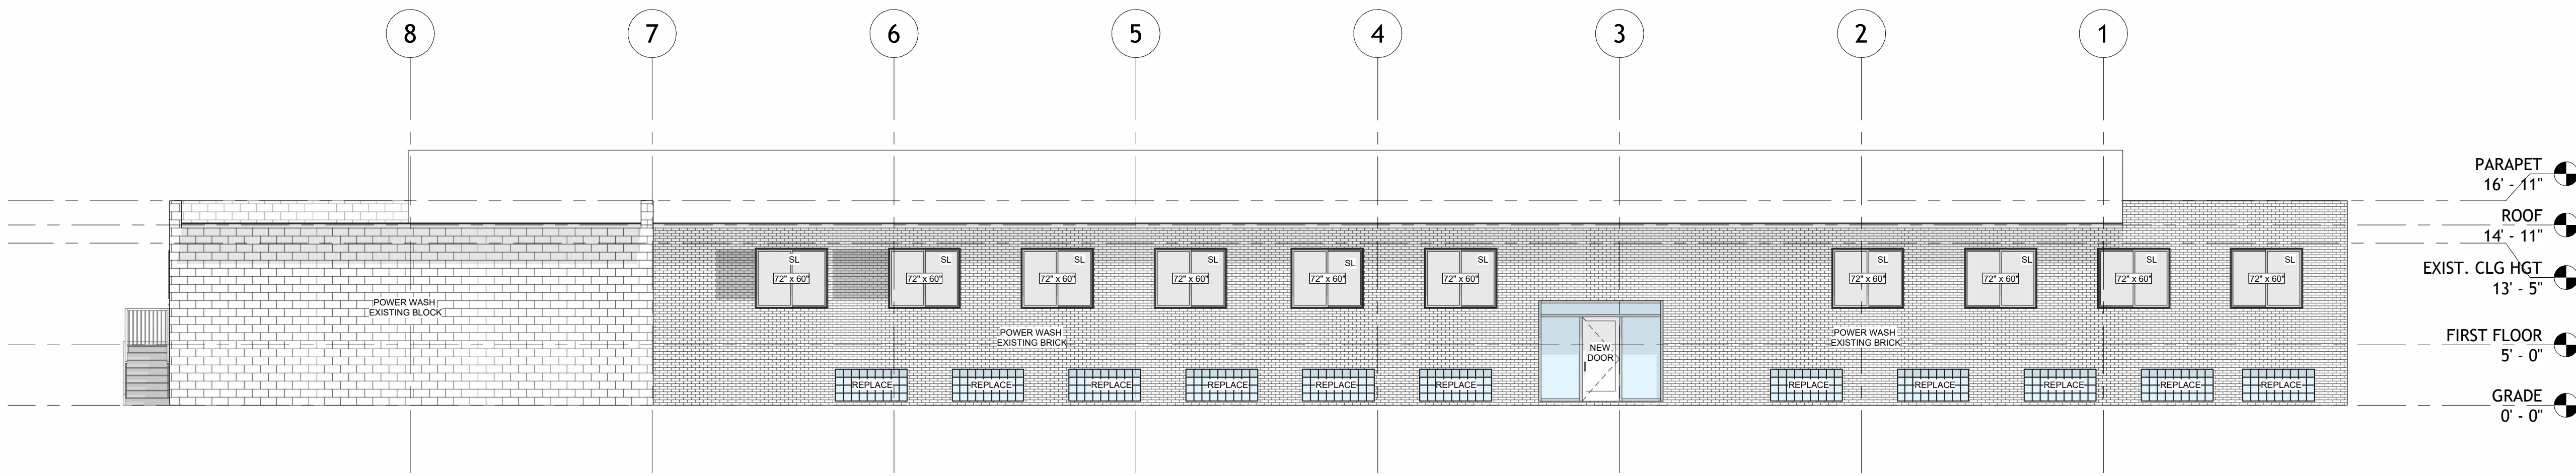 8
7
6
5
4
3
2
1
PARAPET
16' - 11"
ROOF
14' - 11"
EXIST. CLG HGT
13' - 5"
FIRST FLOOR
5' - 0"
GRADE
0' - 0"
SL
SL
SL
SL
SL
SL
SL
SL
SL
SL
72" x 60"
72" x 60"
72" x 60"
72" x 60"
72" x 60"
72" x 60"
72" x 60"
72" x 60"
72" x 60"
72" x 60"
POWER WASH
EXISTING BLOCK
POWER WASH
EXISTING BRICK
POWER WASH
EXISTING BRICK
NEW
DOOR
REPLACE
REPLACE
REPLACE
REPLACE
REPLACE
REPLACE
REPLACE
REPLACE
REPLACE
REPLACE
REPLACE